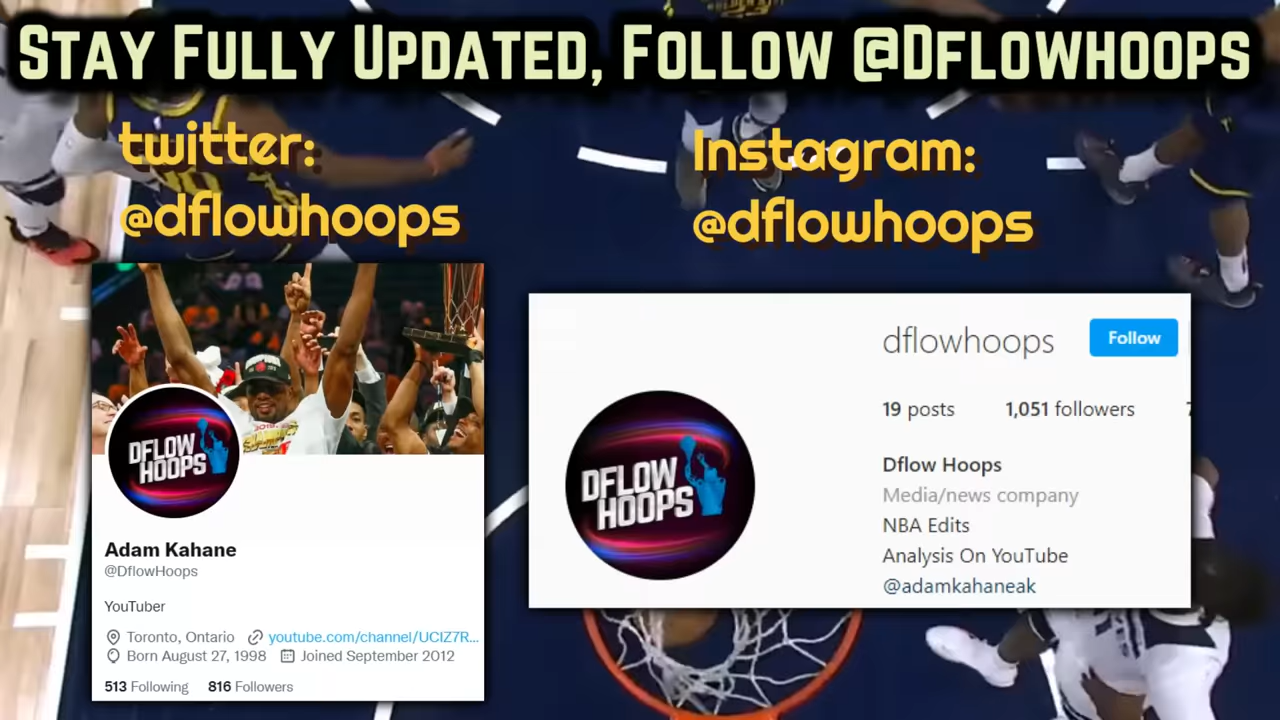 STAY FULLY UPDATED, FOLLOW @DFLOWHOOPS
twitter:
@dflowhoops
Instagram:
@dflowhoops
DFLOW
HOOPS
Adam Kahane
@DflowHoops
YouTuber
Toronto, Ontario youtube.com/channel/UCIZ7R...
Born August 27, 1998 Joined September 2012
513 Following 816 Followers
dflowhoops Follow
19 posts 1,051 followers
DFLOW
HOOPS
Dflow Hoops
Media/news company
NBA Edits
Analysis On YouTube
@adamkahaneak